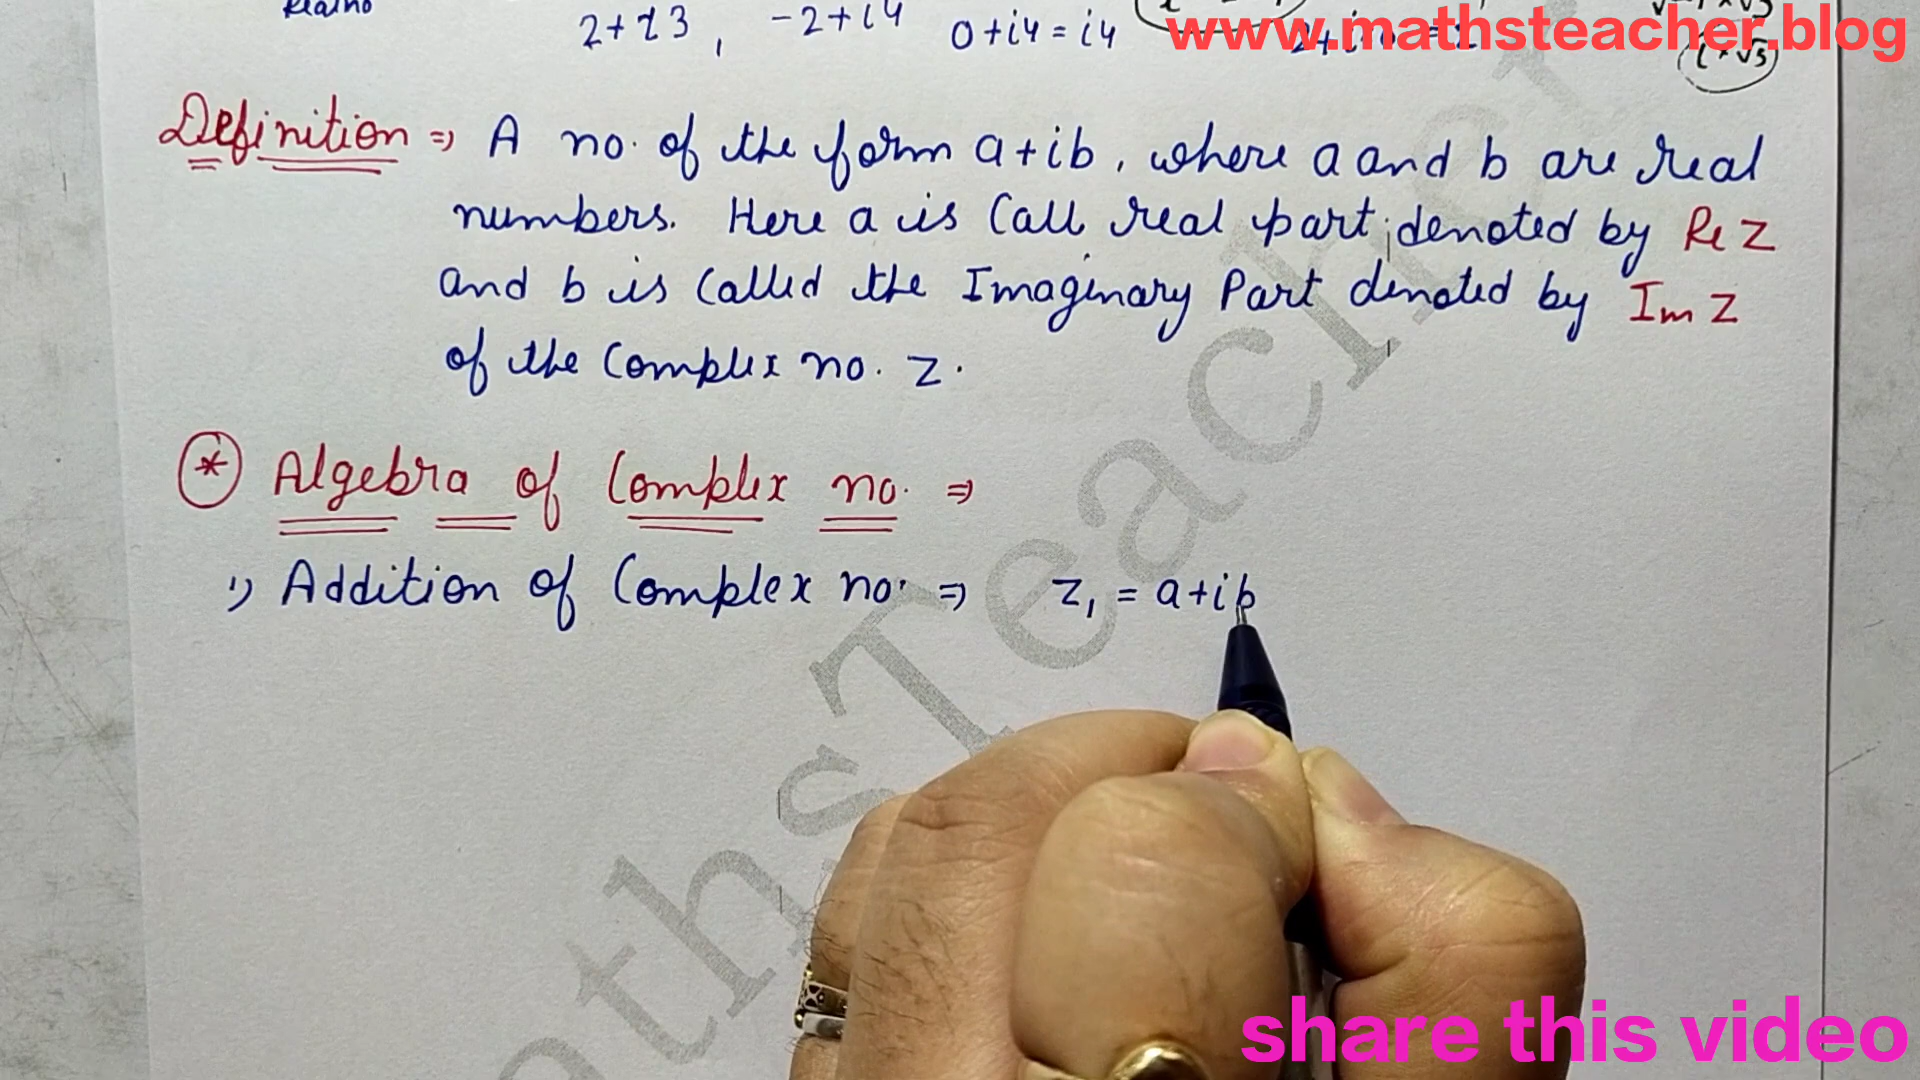 2+i3 , -2+i4 0+i4=i4
www.mathsteacher.blog
Definition ⇒ A no. of the form a+ib, where a and b are real
numbers. Here a is Call real part, denoted by Re Z
and b is Called the Imaginary Part denoted by Im Z
of the Complex no. Z.
* Algebra of Complex no. ⇒
1) Addition of Complex no. ⇒ Z₁ = a+ib
mathsTeacher
share this video